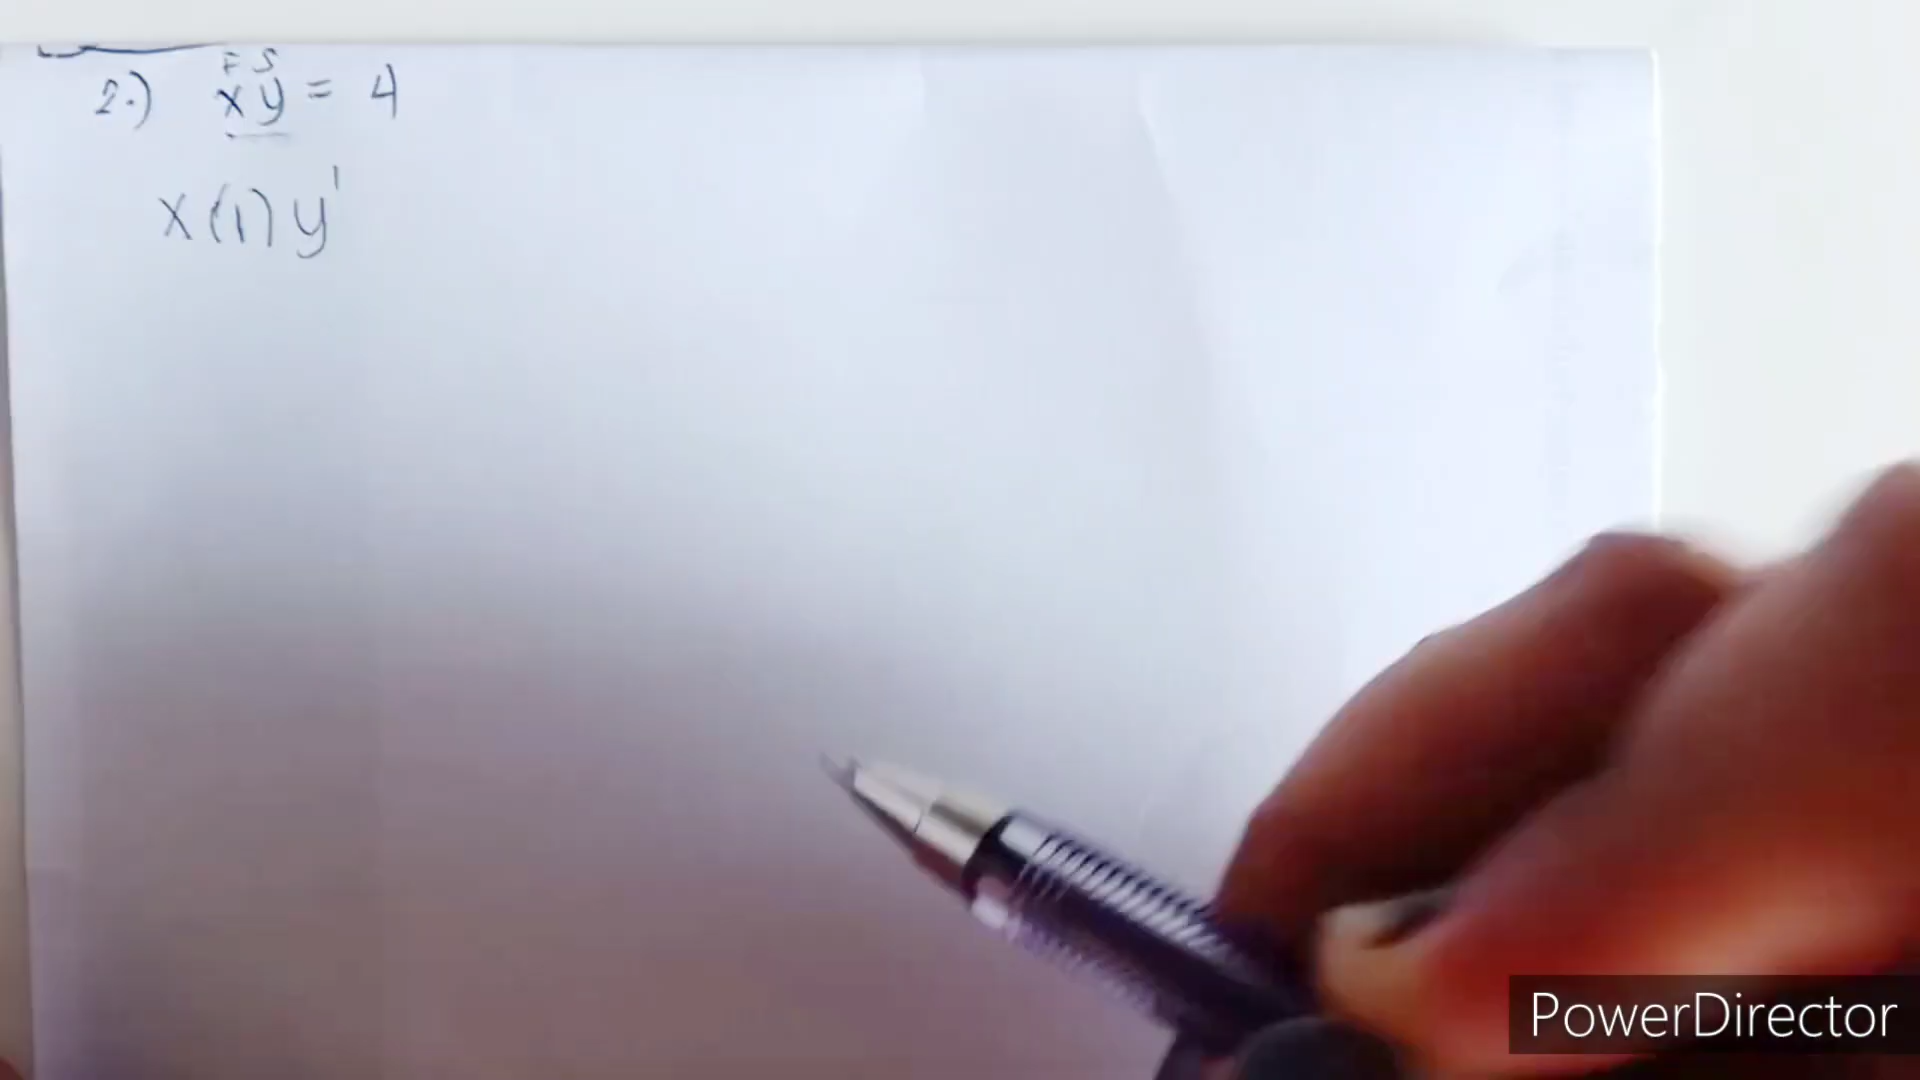 F S
2.) xy = 4
x(1)y'
PowerDirector